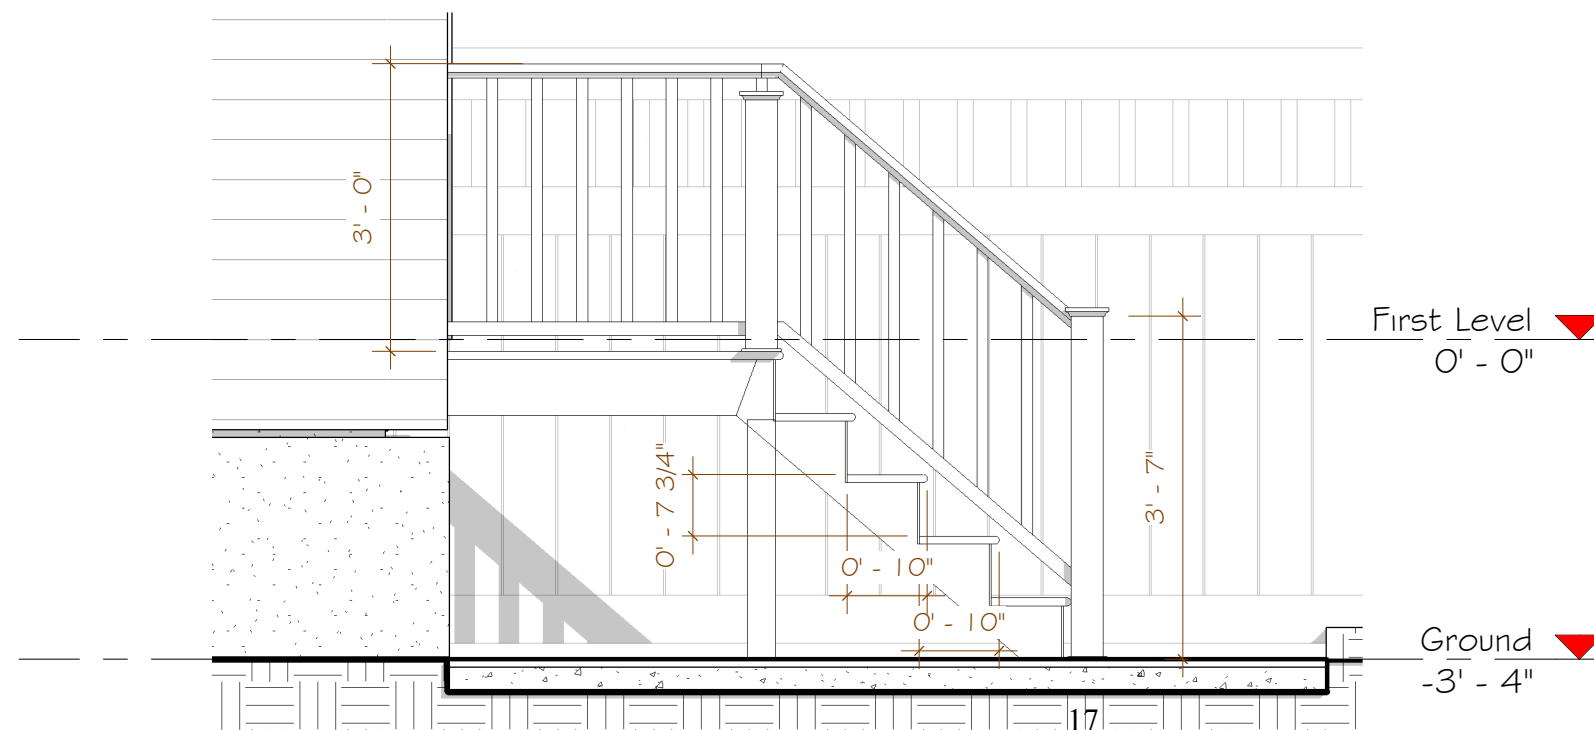 3' - 0"
First Level
0' - 0"
0' - 7 3/4"
3' - 7"
0' - 10"
0' - 10"
Ground
-3' - 4"
17